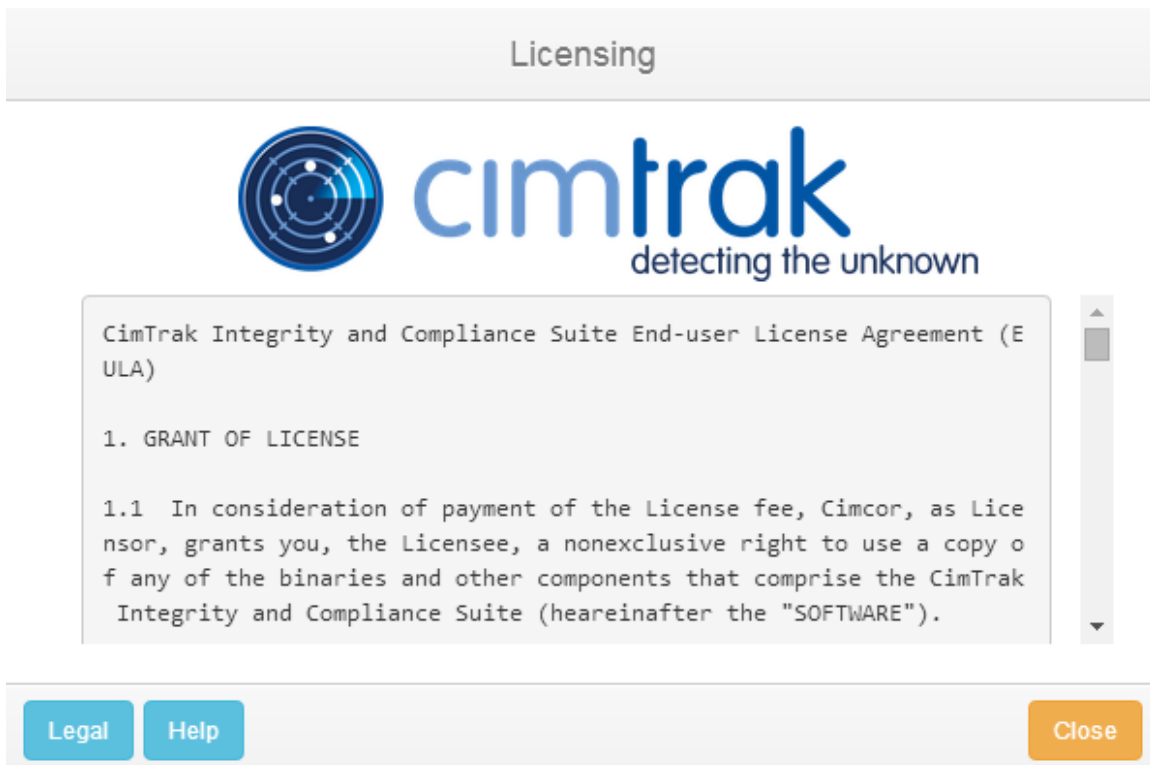 Licensing
cimtrak
detecting the unknown
CimTrak Integrity and Compliance Suite End-user License Agreement (E
ULA)
1. GRANT OF LICENSE
1.1  In consideration of payment of the License fee, Cimcor, as Lice
nsor, grants you, the Licensee, a nonexclusive right to use a copy o
f any of the binaries and other components that comprise the CimTrak
 Integrity and Compliance Suite (heareinafter the "SOFTWARE").
Legal Help Close